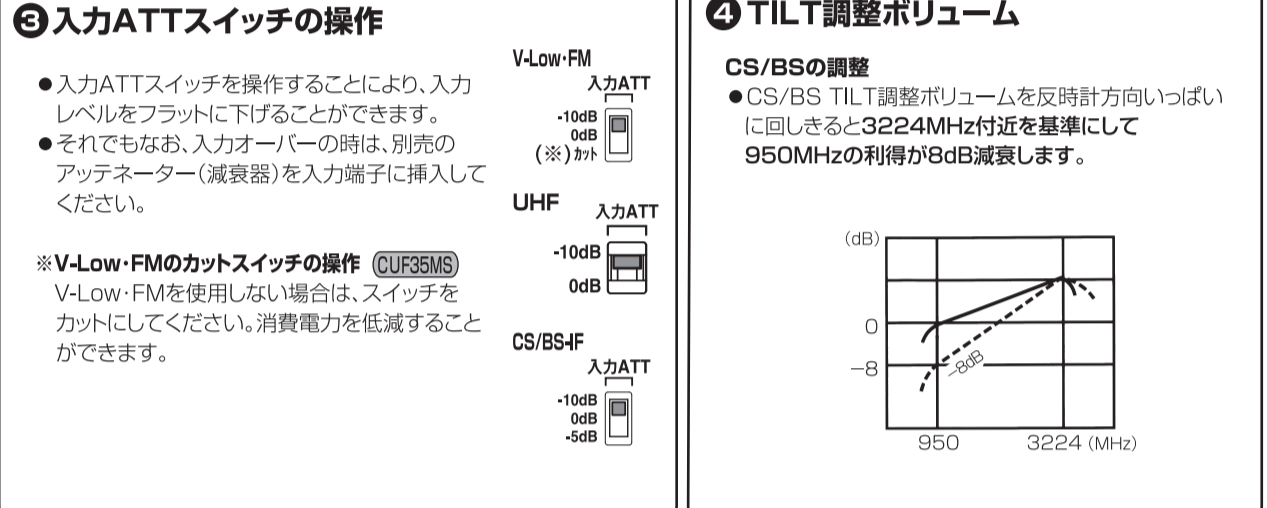 ❸入力ATTスイッチの操作
●入力ATTスイッチを操作することにより、入力
レベルをフラットに下げることができます。
●それでもなお、入力オーバーの時は、別売の
アッテネーター(減衰器)を入力端子に挿入して
ください。
※V-Low・FMのカットスイッチの操作 CUF35MS
V-Low・FMを使用しない場合は、スイッチを
カットにしてください。消費電力を低減すること
ができます。
V-Low・FM
入力ATT
-10dB
0dB
(※)カット
UHF
入力ATT
-10dB
0dB
CS/BS-IF
入力ATT
-10dB
0dB
-5dB
❹TILT調整ボリューム
CS/BSの調整
●CS/BS TILT調整ボリュームを反時計方向いっぱい
に回しきると3224MHz付近を基準にして
950MHzの利得が8dB減衰します。
(dB)
0
-8
-8dB
950
3224 (MHz)